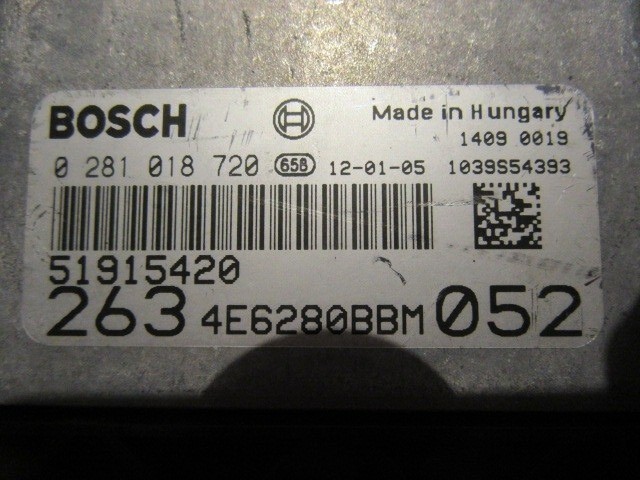 BOSCH Made in Hungary
1409 0019
0 281 018 720 658 12-01-05 1039S54393
51915420
263 4E6280BBM 052